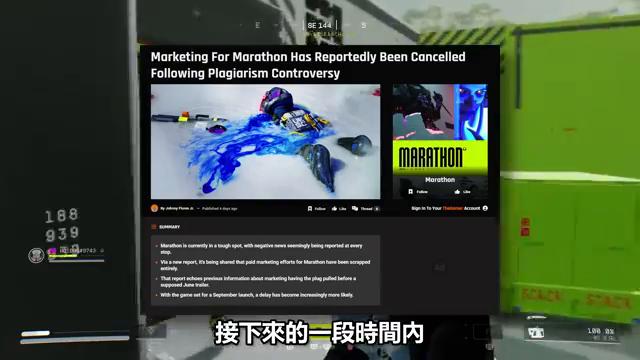 E
SE 144
S
Marketing For Marathon Has Reportedly Been Cancelled
Following Plagiarism Controversy
MARATHON
Marathon
Follow
Like
By Johnny Flores Jr.
Published 4 days ago
Follow
Like
Thread
Sign In To Your TheGamer Account
SUMMARY
Marathon is currently in a tough spot, with negative news seemingly being reported at every
step.
Via a new report, it's being shared that paid marketing efforts for Marathon have been scrapped
entirely.
That report echoes previous information about marketing having the plug pulled before a
supposed June trailer.
With the game set for a September launch, a delay has become increasingly more likely.
188
939
100.0%
接下來的一段時間內